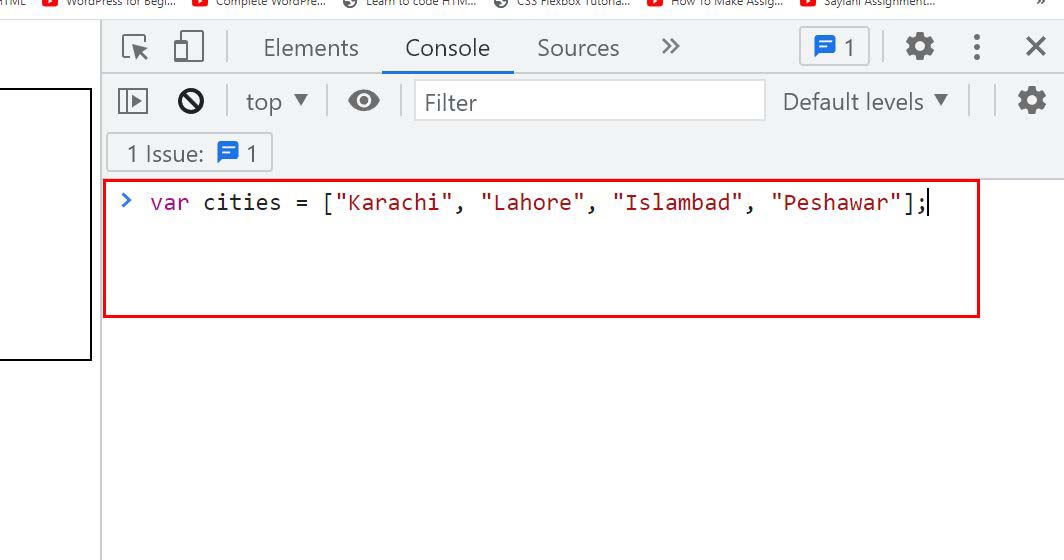 WordPress for Begi... Complete WordPre... Learn to code HTM... CSS Flexbox Tutoria... How To Make Assig... Saylani Assignment...
Elements Console Sources 1
top Filter Default levels
1 Issue: 1
var cities = ["Karachi", "Lahore", "Islambad", "Peshawar"];